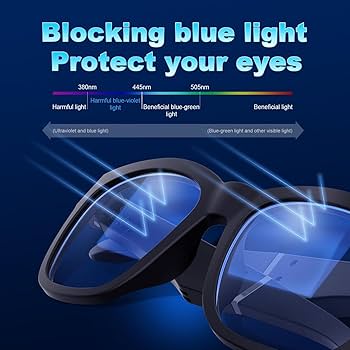 Blocking blue light
Protect your eyes
380nm 445nm 505nm
Harmful light Harmful blue-violet light Beneficial blue-green light Beneficial light
(Ultraviolet and blue light) (Blue-green light and other visible light)